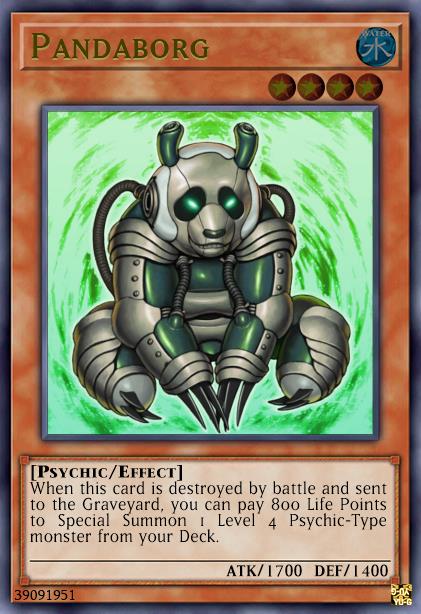 PANDABORG
WATER
水
[PSYCHIC/EFFECT]
When this card is destroyed by battle and sent
to the Graveyard, you can pay 800 Life Points
to Special Summon 1 Level 4 Psychic-Type
monster from your Deck.
ATK/1700 DEF/1400
39091951